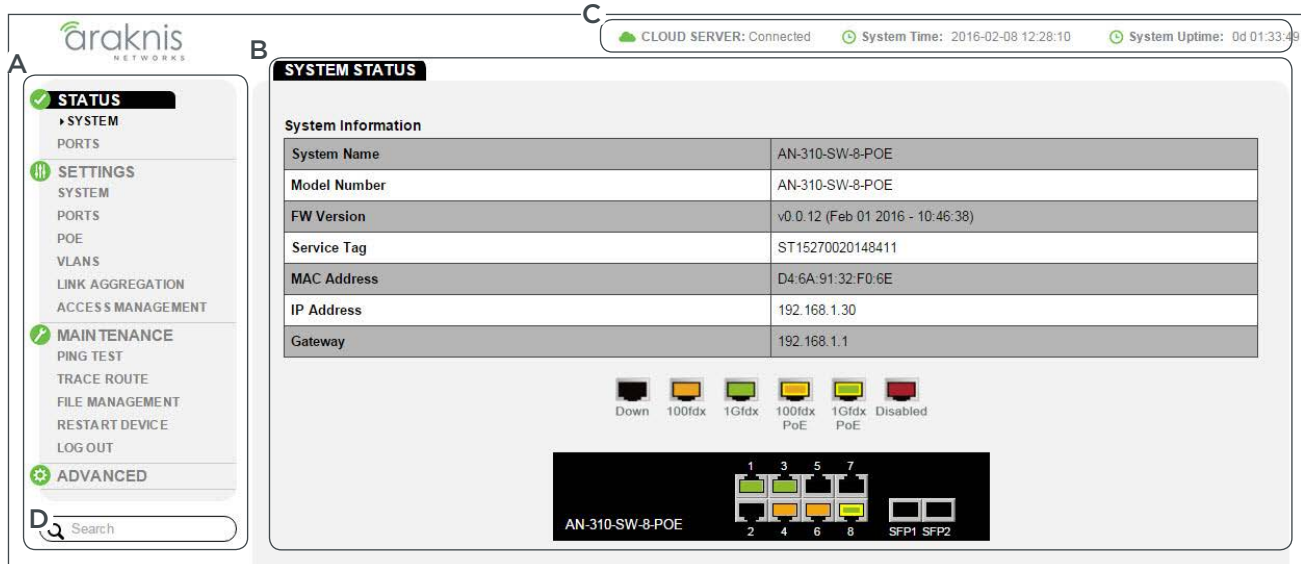 C
araknis
NETWORKS
CLOUD SERVER: Connected System Time: 2016-02-08 12:28:10 System Uptime: 0d 01:33:49
A
B
SYSTEM STATUS
STATUS
SYSTEM
PORTS
SETTINGS
SYSTEM
PORTS
POE
VLANS
LINK AGGREGATION
ACCESS MANAGEMENT
MAINTENANCE
PING TEST
TRACE ROUTE
FILE MANAGEMENT
RESTART DEVICE
LOG OUT
ADVANCED
D
Search
System Information
System Name AN-310-SW-8-POE
Model Number AN-310-SW-8-POE
FW Version v0.0.12 (Feb 01 2016 - 10:46:38)
Service Tag ST15270020148411
MAC Address D4:6A:91:32:F0:6E
IP Address 192.168.1.30
Gateway 192.168.1.1
Down 100fdx 1Gfdx 100fdx PoE 1Gfdx PoE Disabled
1 3 5 7
AN-310-SW-8-POE
2 4 6 8 SFP1 SFP2